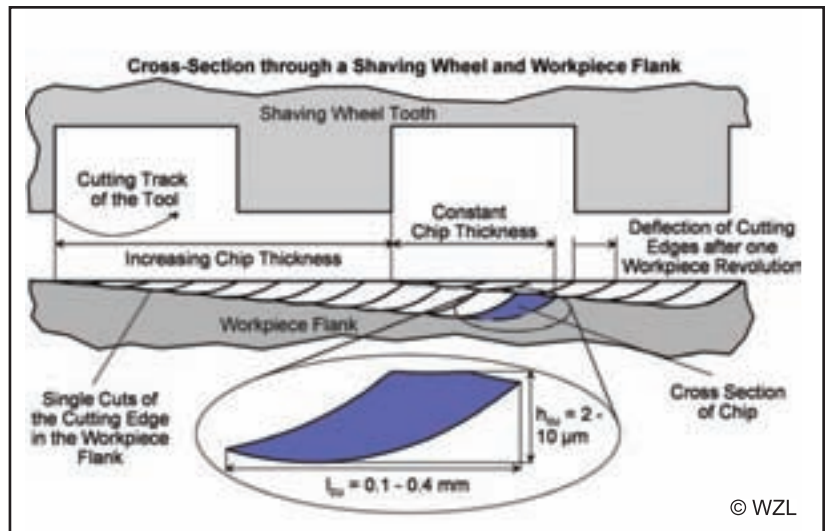 Cross-Section through a Shaving Wheel and Workpiece Flank
Shaving Wheel Tooth
Cutting Track
of the Tool
Constant
Chip Thickness
Deflection of Cutting
Edges after one
Workpiece Revolution
Increasing Chip Thickness
Workpiece Flank
Single Cuts of
the Cutting Edge
in the Workpiece
Flank
Cross Section
of Chip
h = 2 -
10 µm
l = 0.1 - 0.4 mm
© WZL